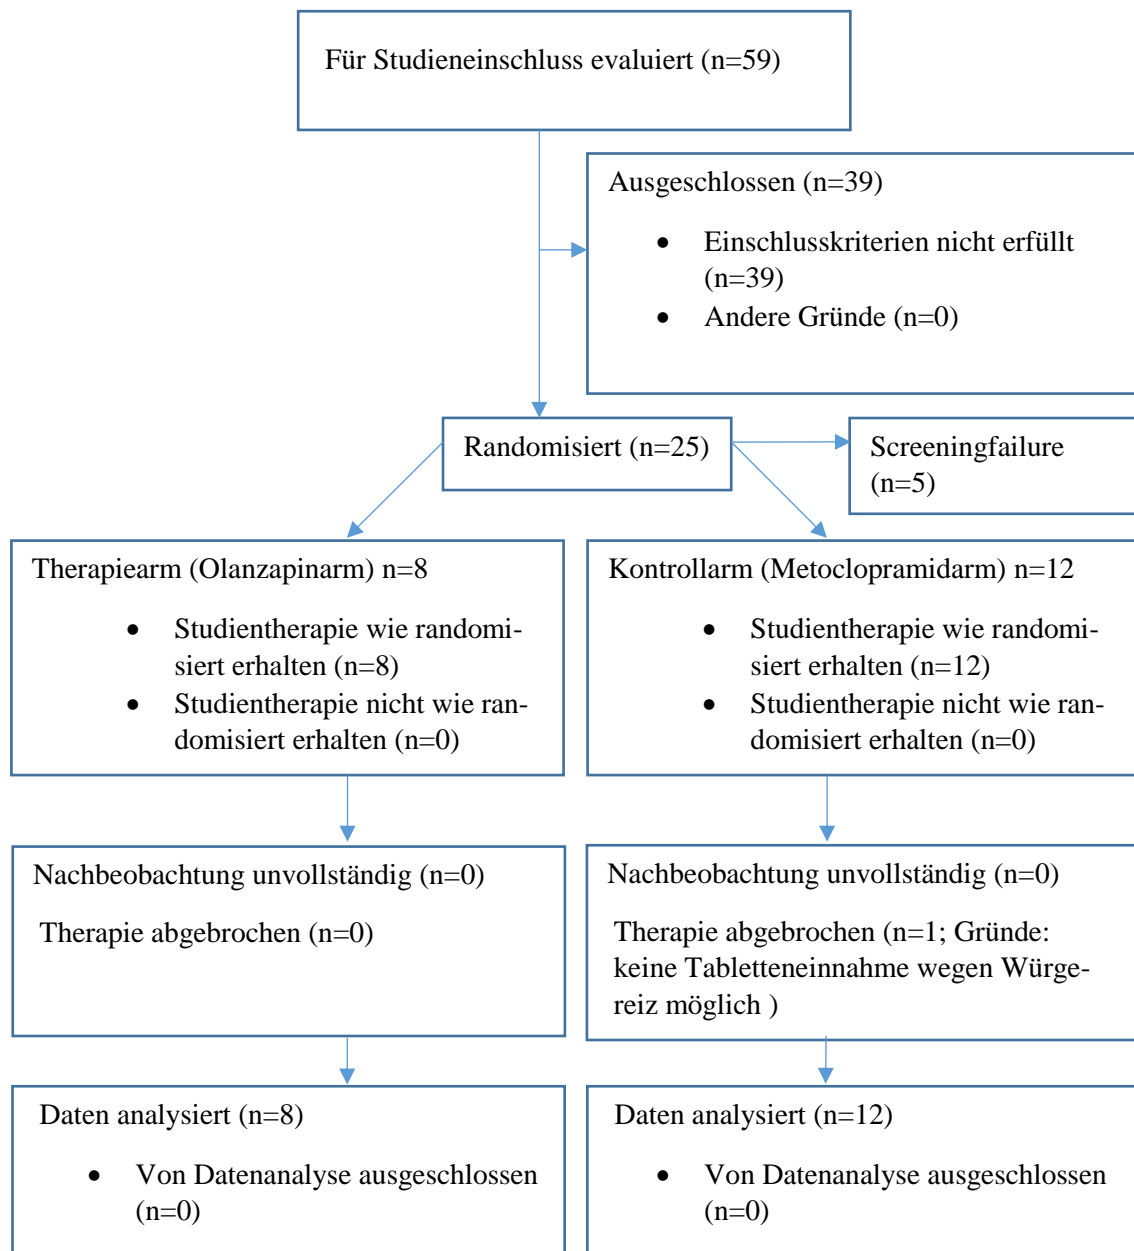 Für Studieneinschluss evaluiert (n=59)
Ausgeschlossen (n=39)
• Einschlusskriterien nicht erfüllt
(n=39)
• Andere Gründe (n=0)
Randomisiert (n=25)
Screeningfailure
(n=5)
Therapiearm (Olanzapinarm) n=8
• Studientherapie wie randomi-
siert erhalten (n=8)
• Studientherapie nicht wie ran-
domisiert erhalten (n=0)
Kontrollarm (Metoclopramidarm) n=12
• Studientherapie wie randomi-
siert erhalten (n=12)
• Studientherapie nicht wie ran-
domisiert erhalten (n=0)
Nachbeobachtung unvollständig (n=0)
Therapie abgebrochen (n=0)
Nachbeobachtung unvollständig (n=0)
Therapie abgebrochen (n=1; Gründe:
keine Tabletteneinnahme wegen Würge-
reiz möglich )
Daten analysiert (n=8)
• Von Datenanalyse ausgeschlossen
(n=0)
Daten analysiert (n=12)
• Von Datenanalyse ausgeschlossen
(n=0)